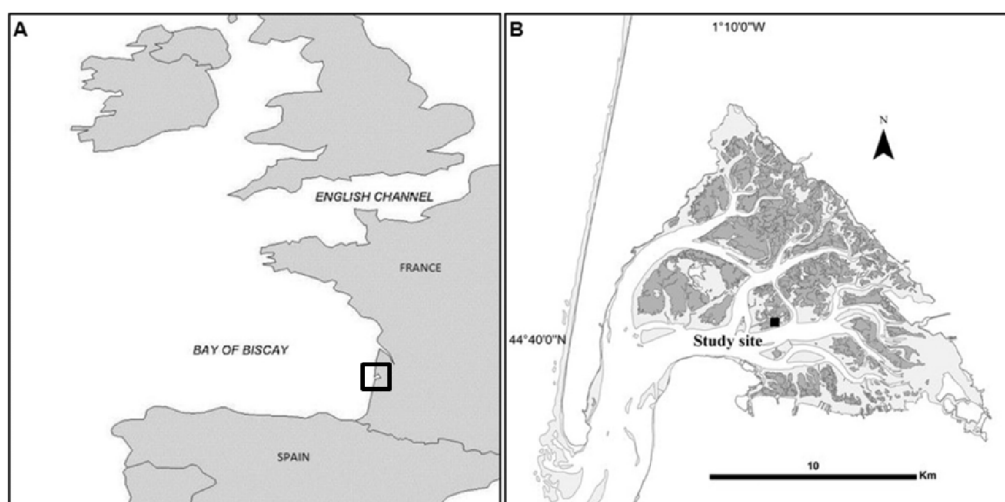 A
ENGLISH CHANNEL
FRANCE
BAY OF BISCAY
SPAIN
B
1°10'0"W
N
44°40'0"N
Study site
10
Km